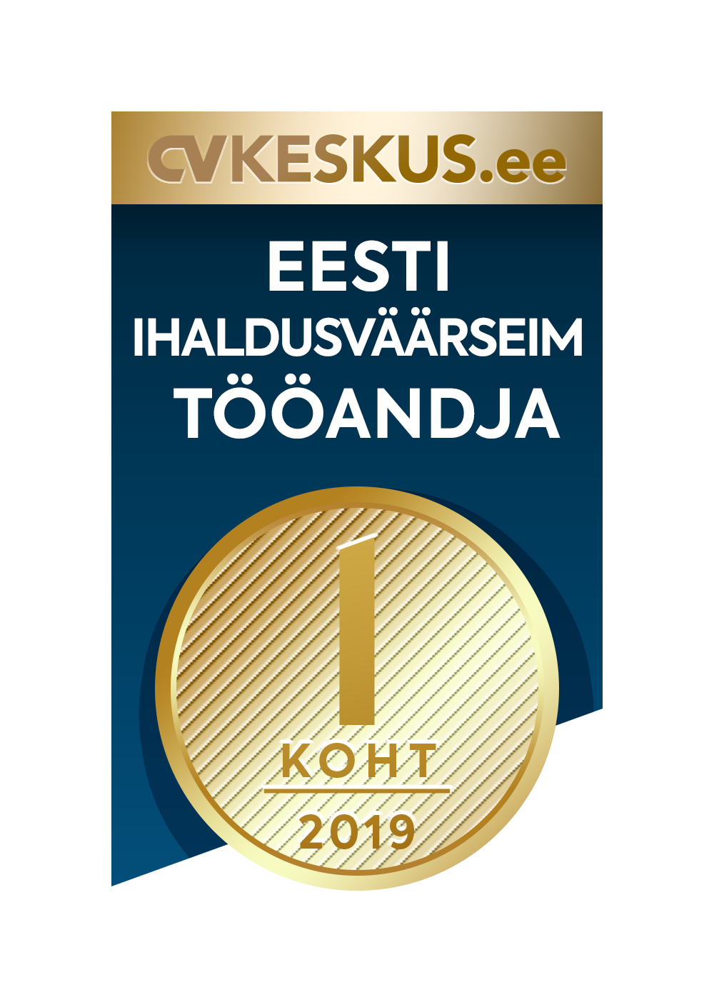 CVKESKUS.ee
EESTI
IHALDUSVÄÄRSEIM
TÖÖANDJA
1
KOHT
2019